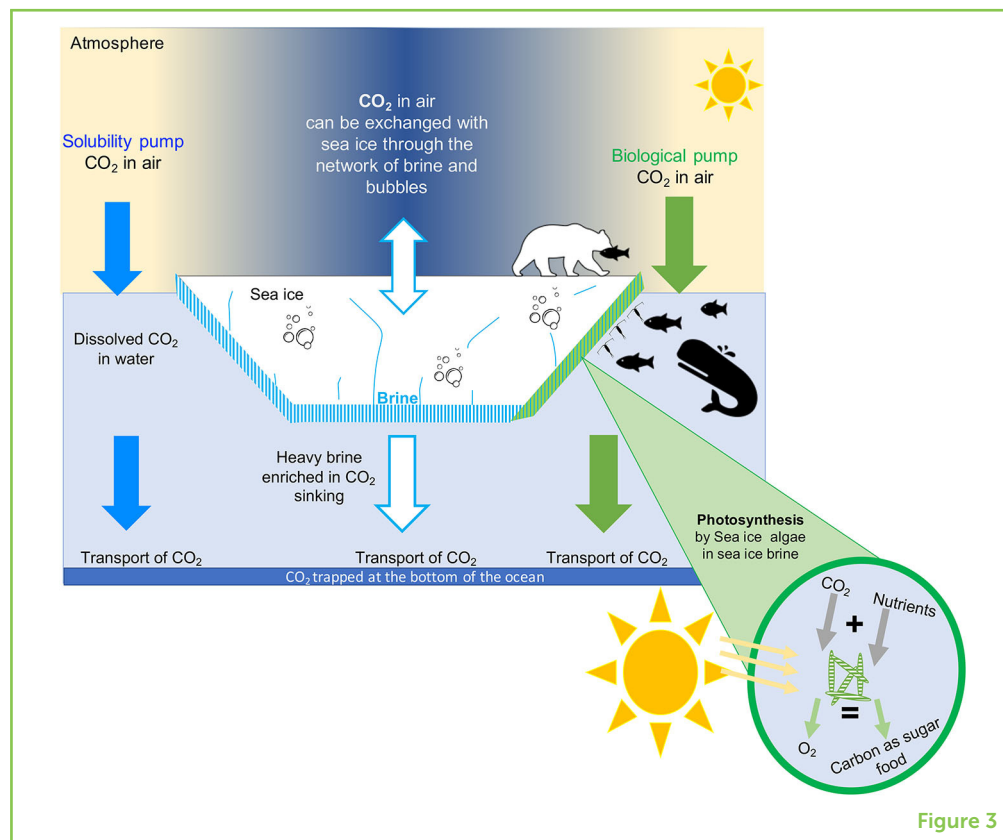 Atmosphere
CO₂ in air
can be exchanged with
sea ice through the
network of brine and
bubbles
Solubility pump
CO₂ in air
Biological pump
CO₂ in air
Sea ice
Dissolved CO₂
in water
Brine
Heavy brine
enriched in CO₂
sinking
Transport of CO₂
Transport of CO₂
Transport of CO₂
CO₂ trapped at the bottom of the ocean
Photosynthesis
by Sea ice algae
in sea ice brine
CO₂
Nutrients
+
=
O₂
Carbon as sugar
food
Figure 3